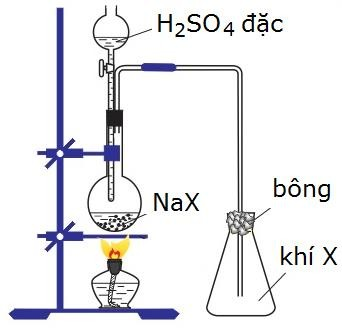 H₂SO₄ đặc
NaX
bông
khí X